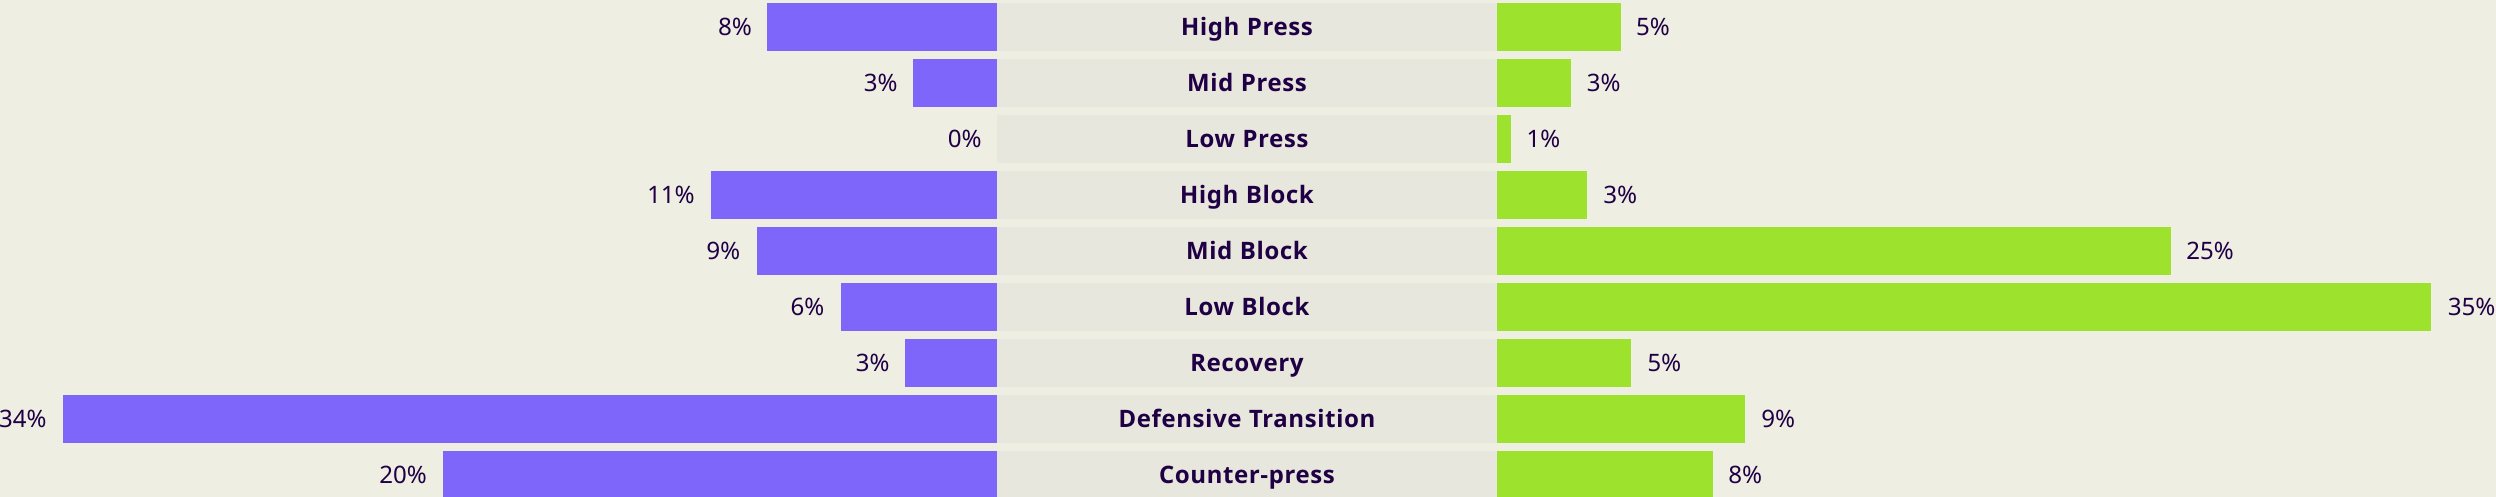 8% High Press 5%
3% Mid Press 3%
0% Low Press 1%
11% High Block 3%
9% Mid Block 25%
6% Low Block 35%
3% Recovery 5%
34% Defensive Transition 9%
20% Counter-press 8%